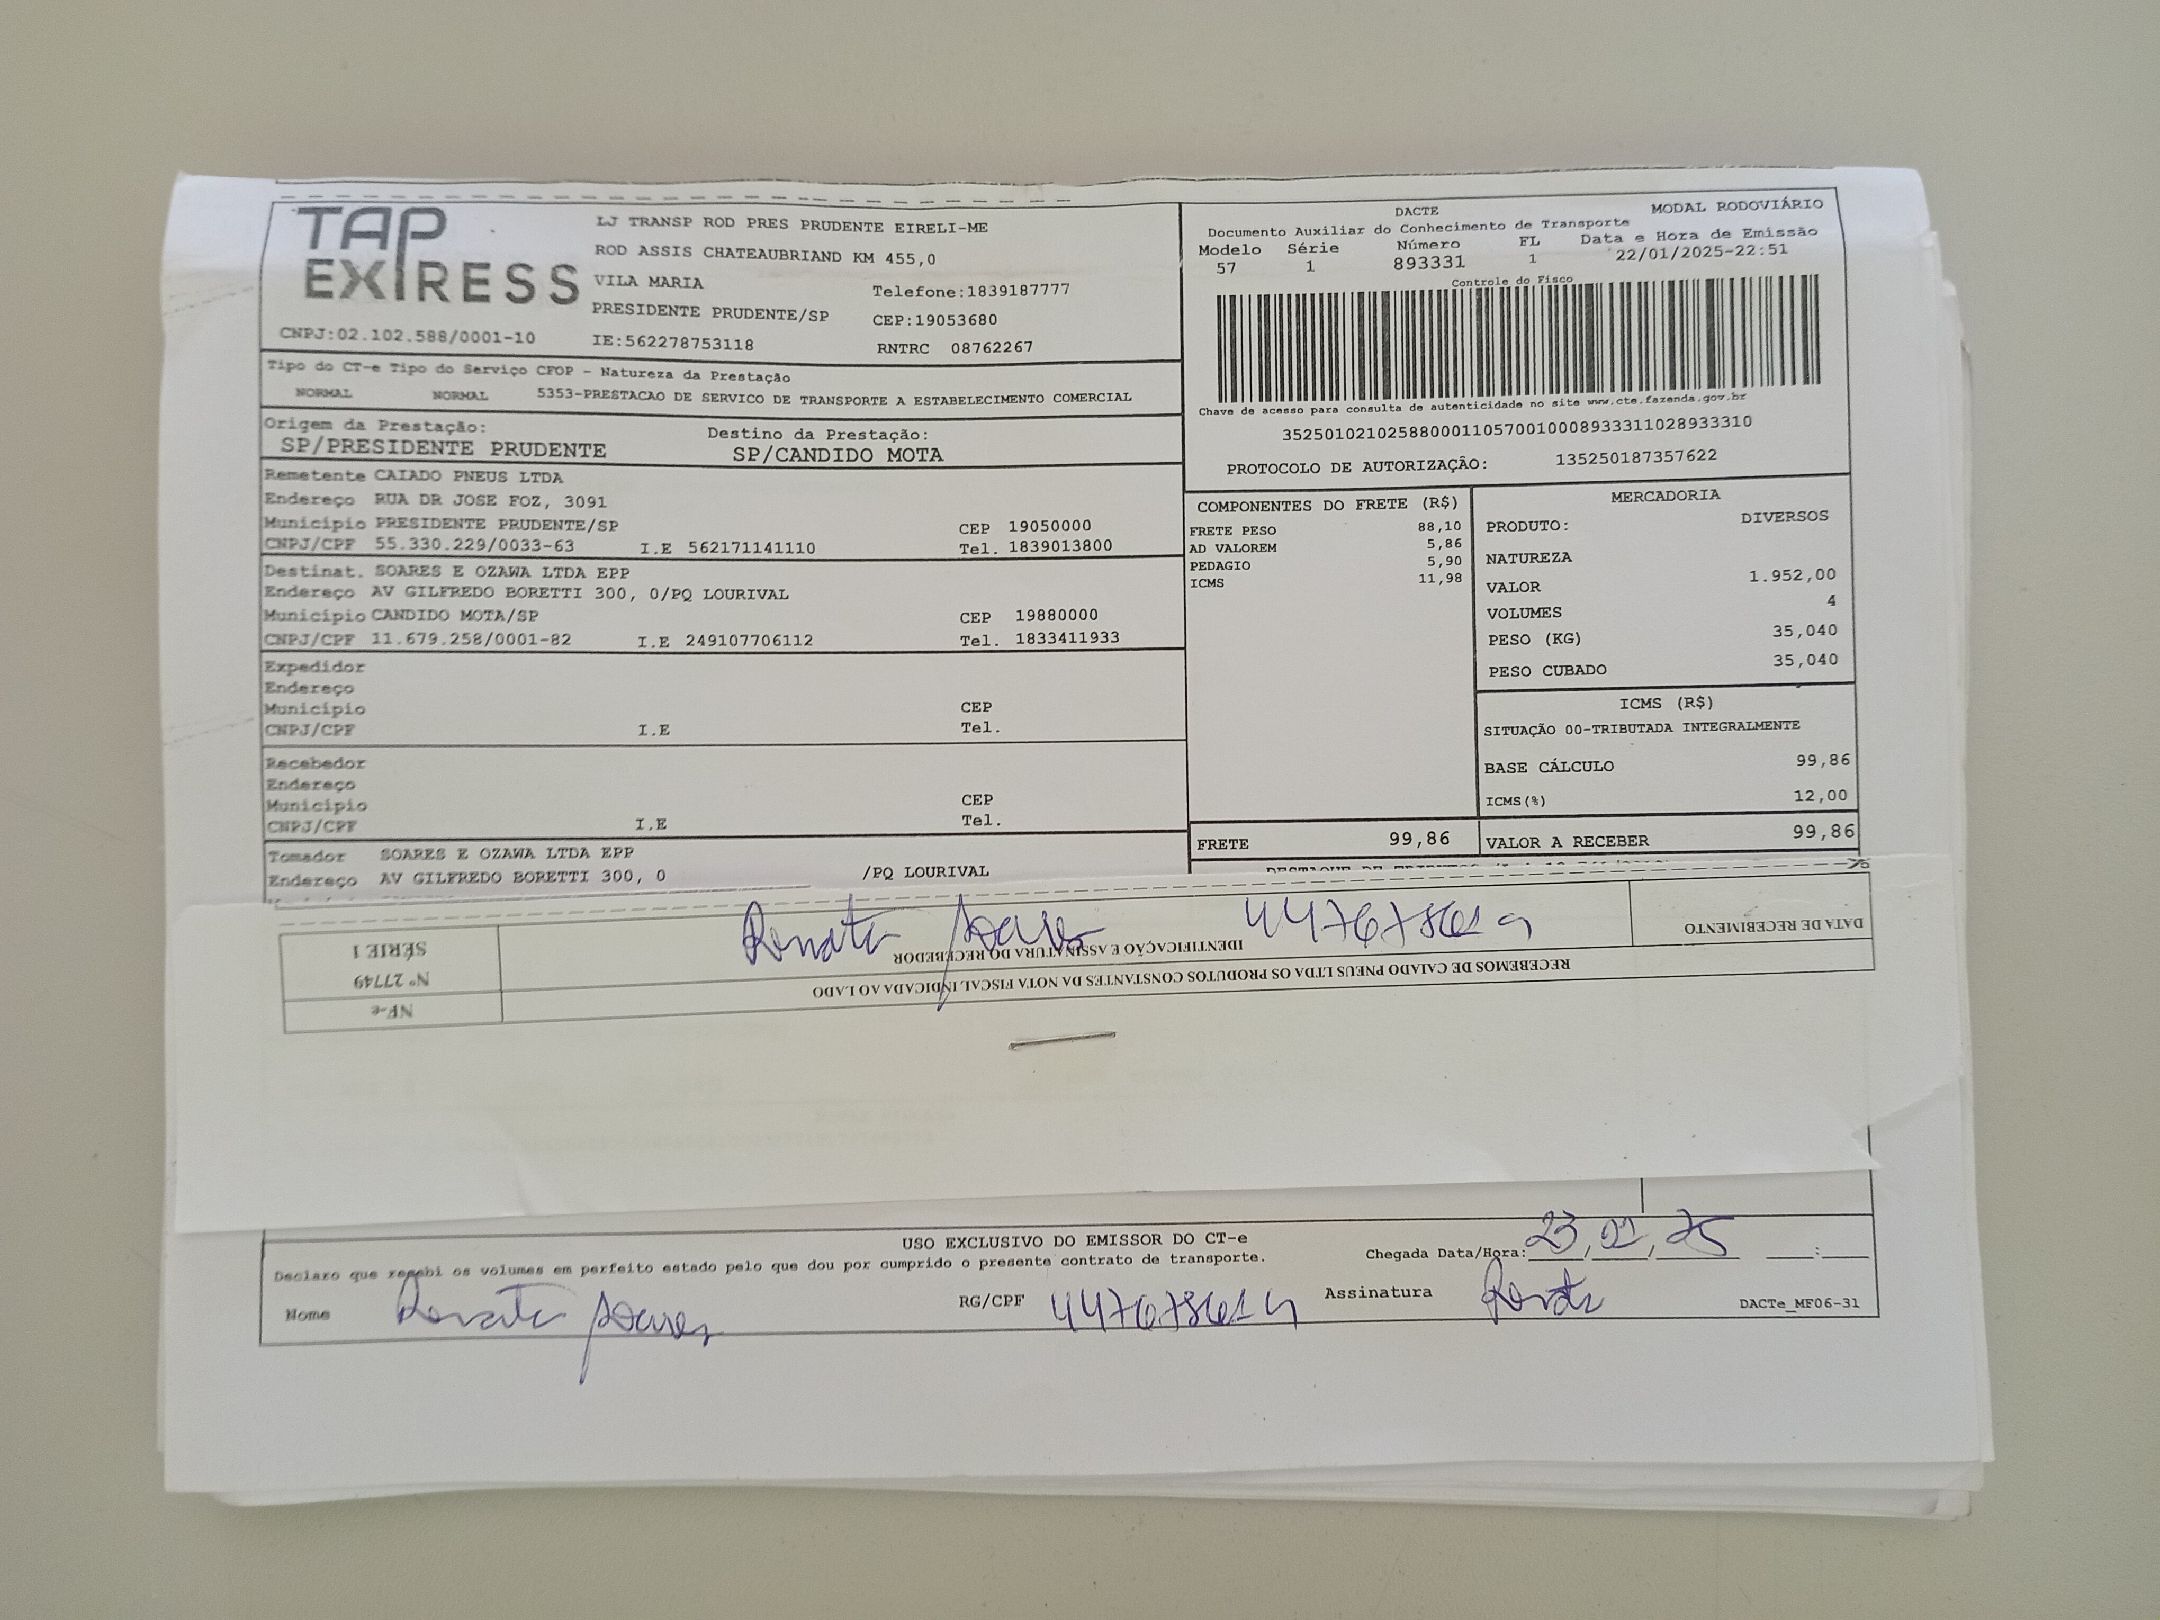 TAP EXPRESS
CNPJ:02.102.588/0001-10
LJ TRANSP ROD PRES PRUDENTE EIRELI-ME
ROD ASSIS CHATEAUBRIAND KM 455,0
VILA MARIA
PRESIDENTE PRUDENTE/SP
IE:562278753118
Telefone:1839187777
CEP:19053680
RNTRC 08762267
DACTE MODAL RODOVIÁRIO
Documento Auxiliar do Conhecimento de Transporte
Modelo Série Número FL Data e Hora de Emissão
57 1 893331 1 22/01/2025-22:51
Controle do Fisco
Chave de acesso para consulta de autenticidade no site www.cte.fazenda.gov.br
35250102102588000110570010008933311028933310
PROTOCOLO DE AUTORIZAÇÃO: 135250187357622
Tipo do CT-e Tipo do Serviço CFOP - Natureza da Prestação
NORMAL NORMAL 5353-PRESTACAO DE SERVICO DE TRANSPORTE A ESTABELECIMENTO COMERCIAL
Origem da Prestação: Destino da Prestação:
SP/PRESIDENTE PRUDENTE SP/CANDIDO MOTA
Remetente CAIADO PNEUS LTDA
Endereço RUA DR JOSE FOZ, 3091
Município PRESIDENTE PRUDENTE/SP CEP 19050000
CNPJ/CPF 55.330.229/0033-63 I.E 562171141110 Tel. 1839013800
Destinat. SOARES E OZAWA LTDA EPP
Endereço AV GILFREDO BORETTI 300, 0/PQ LOURIVAL
Município CANDIDO MOTA/SP CEP 19880000
CNPJ/CPF 11.679.258/0001-82 I.E 249107706112 Tel. 1833411933
Expedidor
Endereço
Município CEP
CNPJ/CPF I.E Tel.
Recebedor
Endereço
Município CEP
CNPJ/CPF I.E Tel.
Tomador SOARES E OZAWA LTDA EPP
Endereço AV GILFREDO BORETTI 300, 0 /PQ LOURIVAL
COMPONENTES DO FRETE (R$)
FRETE PESO 88,10
AD VALOREM 5,86
PEDAGIO 5,90
ICMS 11,98
FRETE 99,86
MERCADORIA
PRODUTO: DIVERSOS
NATUREZA
VALOR 1.952,00
VOLUMES 4
PESO (KG) 35,040
PESO CUBADO 35,040
ICMS (R$)
SITUAÇÃO 00-TRIBUTADA INTEGRALMENTE
BASE CÁLCULO 99,86
ICMS(%) 12,00
VALOR A RECEBER 99,86
Renata Soares
RECEBEMOS DE CAIADO PNEUS LTDA OS PRODUTOS CONSTANTES DA NOTA FISCAL INDICADA AO LADO
NF-e
Nº 27749
SÉRIE 1
DATA DE RECEBIMENTO
IDENTIFICAÇÃO E ASSINATURA DO RECEBEDOR
USO EXCLUSIVO DO EMISSOR DO CT-e
Declaro que recebi os volumes em perfeito estado pelo que dou por cumprido o presente contrato de transporte.
Chegada Data/Hora: 23, 01, 25 __:__
Nome Renata Soares RG/CPF Assinatura Renata
DACTe_MF06-31